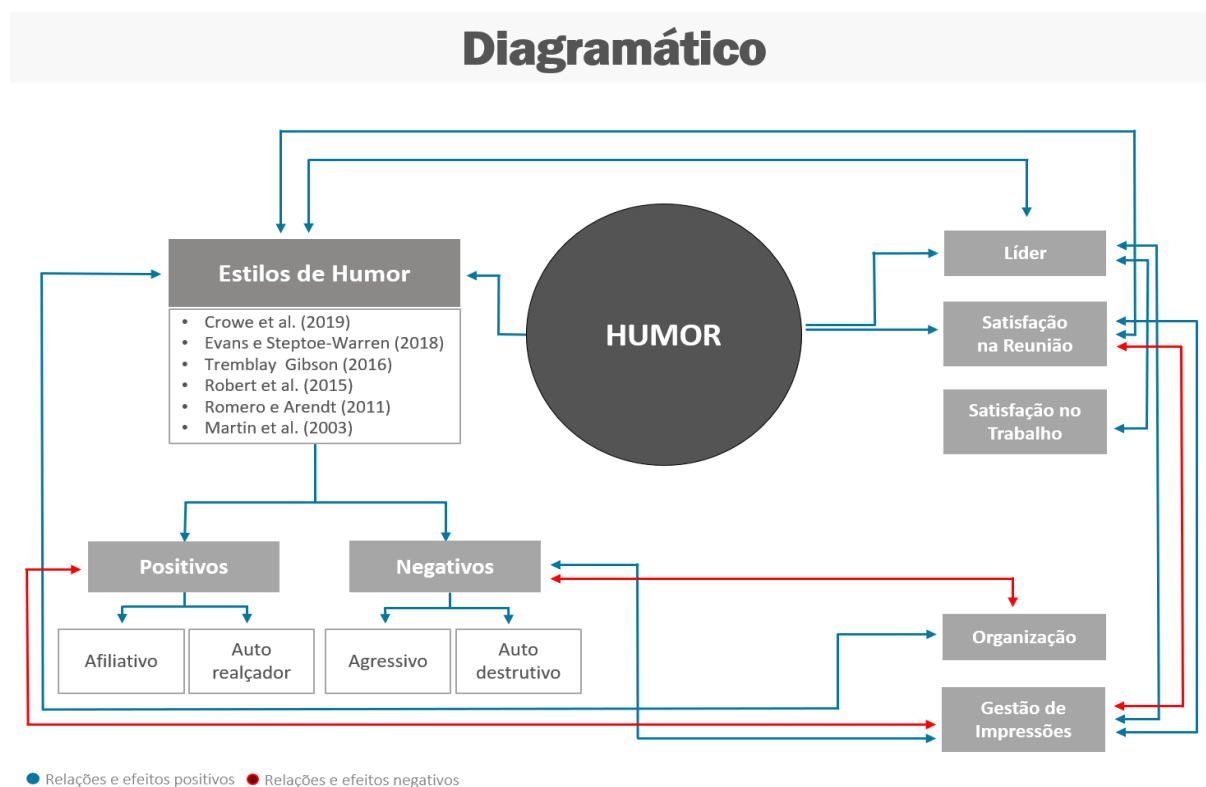 Diagramático
Estilos de Humor
• Crowe et al. (2019)
• Evans e Steptoe-Warren (2018)
• Tremblay Gibson (2016)
• Robert et al. (2015)
• Romero e Arendt (2011)
• Martin et al. (2003)
HUMOR
Líder
Satisfação
na Reunião
Satisfação no
Trabalho
Positivos
Negativos
Afiliativo
Auto
realçador
Agressivo
Auto
destrutivo
Organização
Gestão de
Impressões
Relações e efeitos positivos
Relações e efeitos negativos